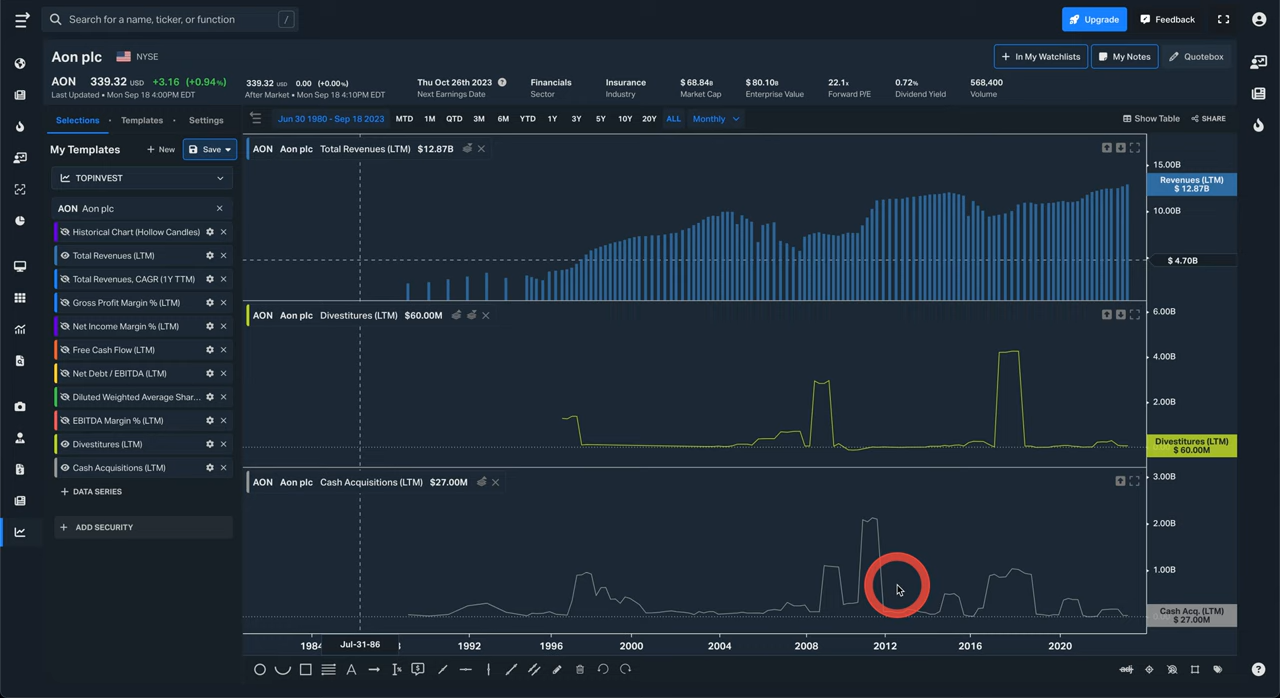 Search for a name, ticker, or function /
Upgrade
Feedback
Aon plc NYSE
In My Watchlists
My Notes
Quotebox
AON 339.32 USD +3.16 (+0.94%)
Last Updated • Mon Sep 18 4:00PM EDT
339.32 USD 0.00 (+0.00%)
After Market • Mon Sep 18 4:10PM EDT
Thu Oct 26th 2023
Next Earnings Date
Financials
Sector
Insurance
Industry
$ 68.84B
Market Cap
$ 80.10B
Enterprise Value
22.1x
Forward P/E
0.72%
Dividend Yield
568,400
Volume
Selections • Templates • Settings
Jun 30 1980 - Sep 18 2023 MTD 1M QTD 3M 6M YTD 1Y 3Y 5Y 10Y 20Y ALL Monthly
Show Table SHARE
My Templates + New Save
TOPINVEST
AON Aon plc
Historical Chart (Hollow Candles)
Total Revenues (LTM)
Total Revenues, CAGR (1Y TTM)
Gross Profit Margin % (LTM)
Net Income Margin % (LTM)
Free Cash Flow (LTM)
Net Debt / EBITDA (LTM)
Diluted Weighted Average Shar...
EBITDA Margin % (LTM)
Divestitures (LTM)
Cash Acquisitions (LTM)
+ DATA SERIES
+ ADD SECURITY
AON Aon plc Total Revenues (LTM) $12.87B
15.00B
Revenues (LTM)
$ 12.87B
10.00B
$ 4.70B
AON Aon plc Divestitures (LTM) $60.00M
6.00B
4.00B
2.00B
Divestitures (LTM)
$ 60.00M
AON Aon plc Cash Acquisitions (LTM) $27.00M
3.00B
2.00B
1.00B
Cash Acq. (LTM)
$ 27.00M
1984 Jul-31-86 1992 1996 2000 2004 2008 2012 2016 2020